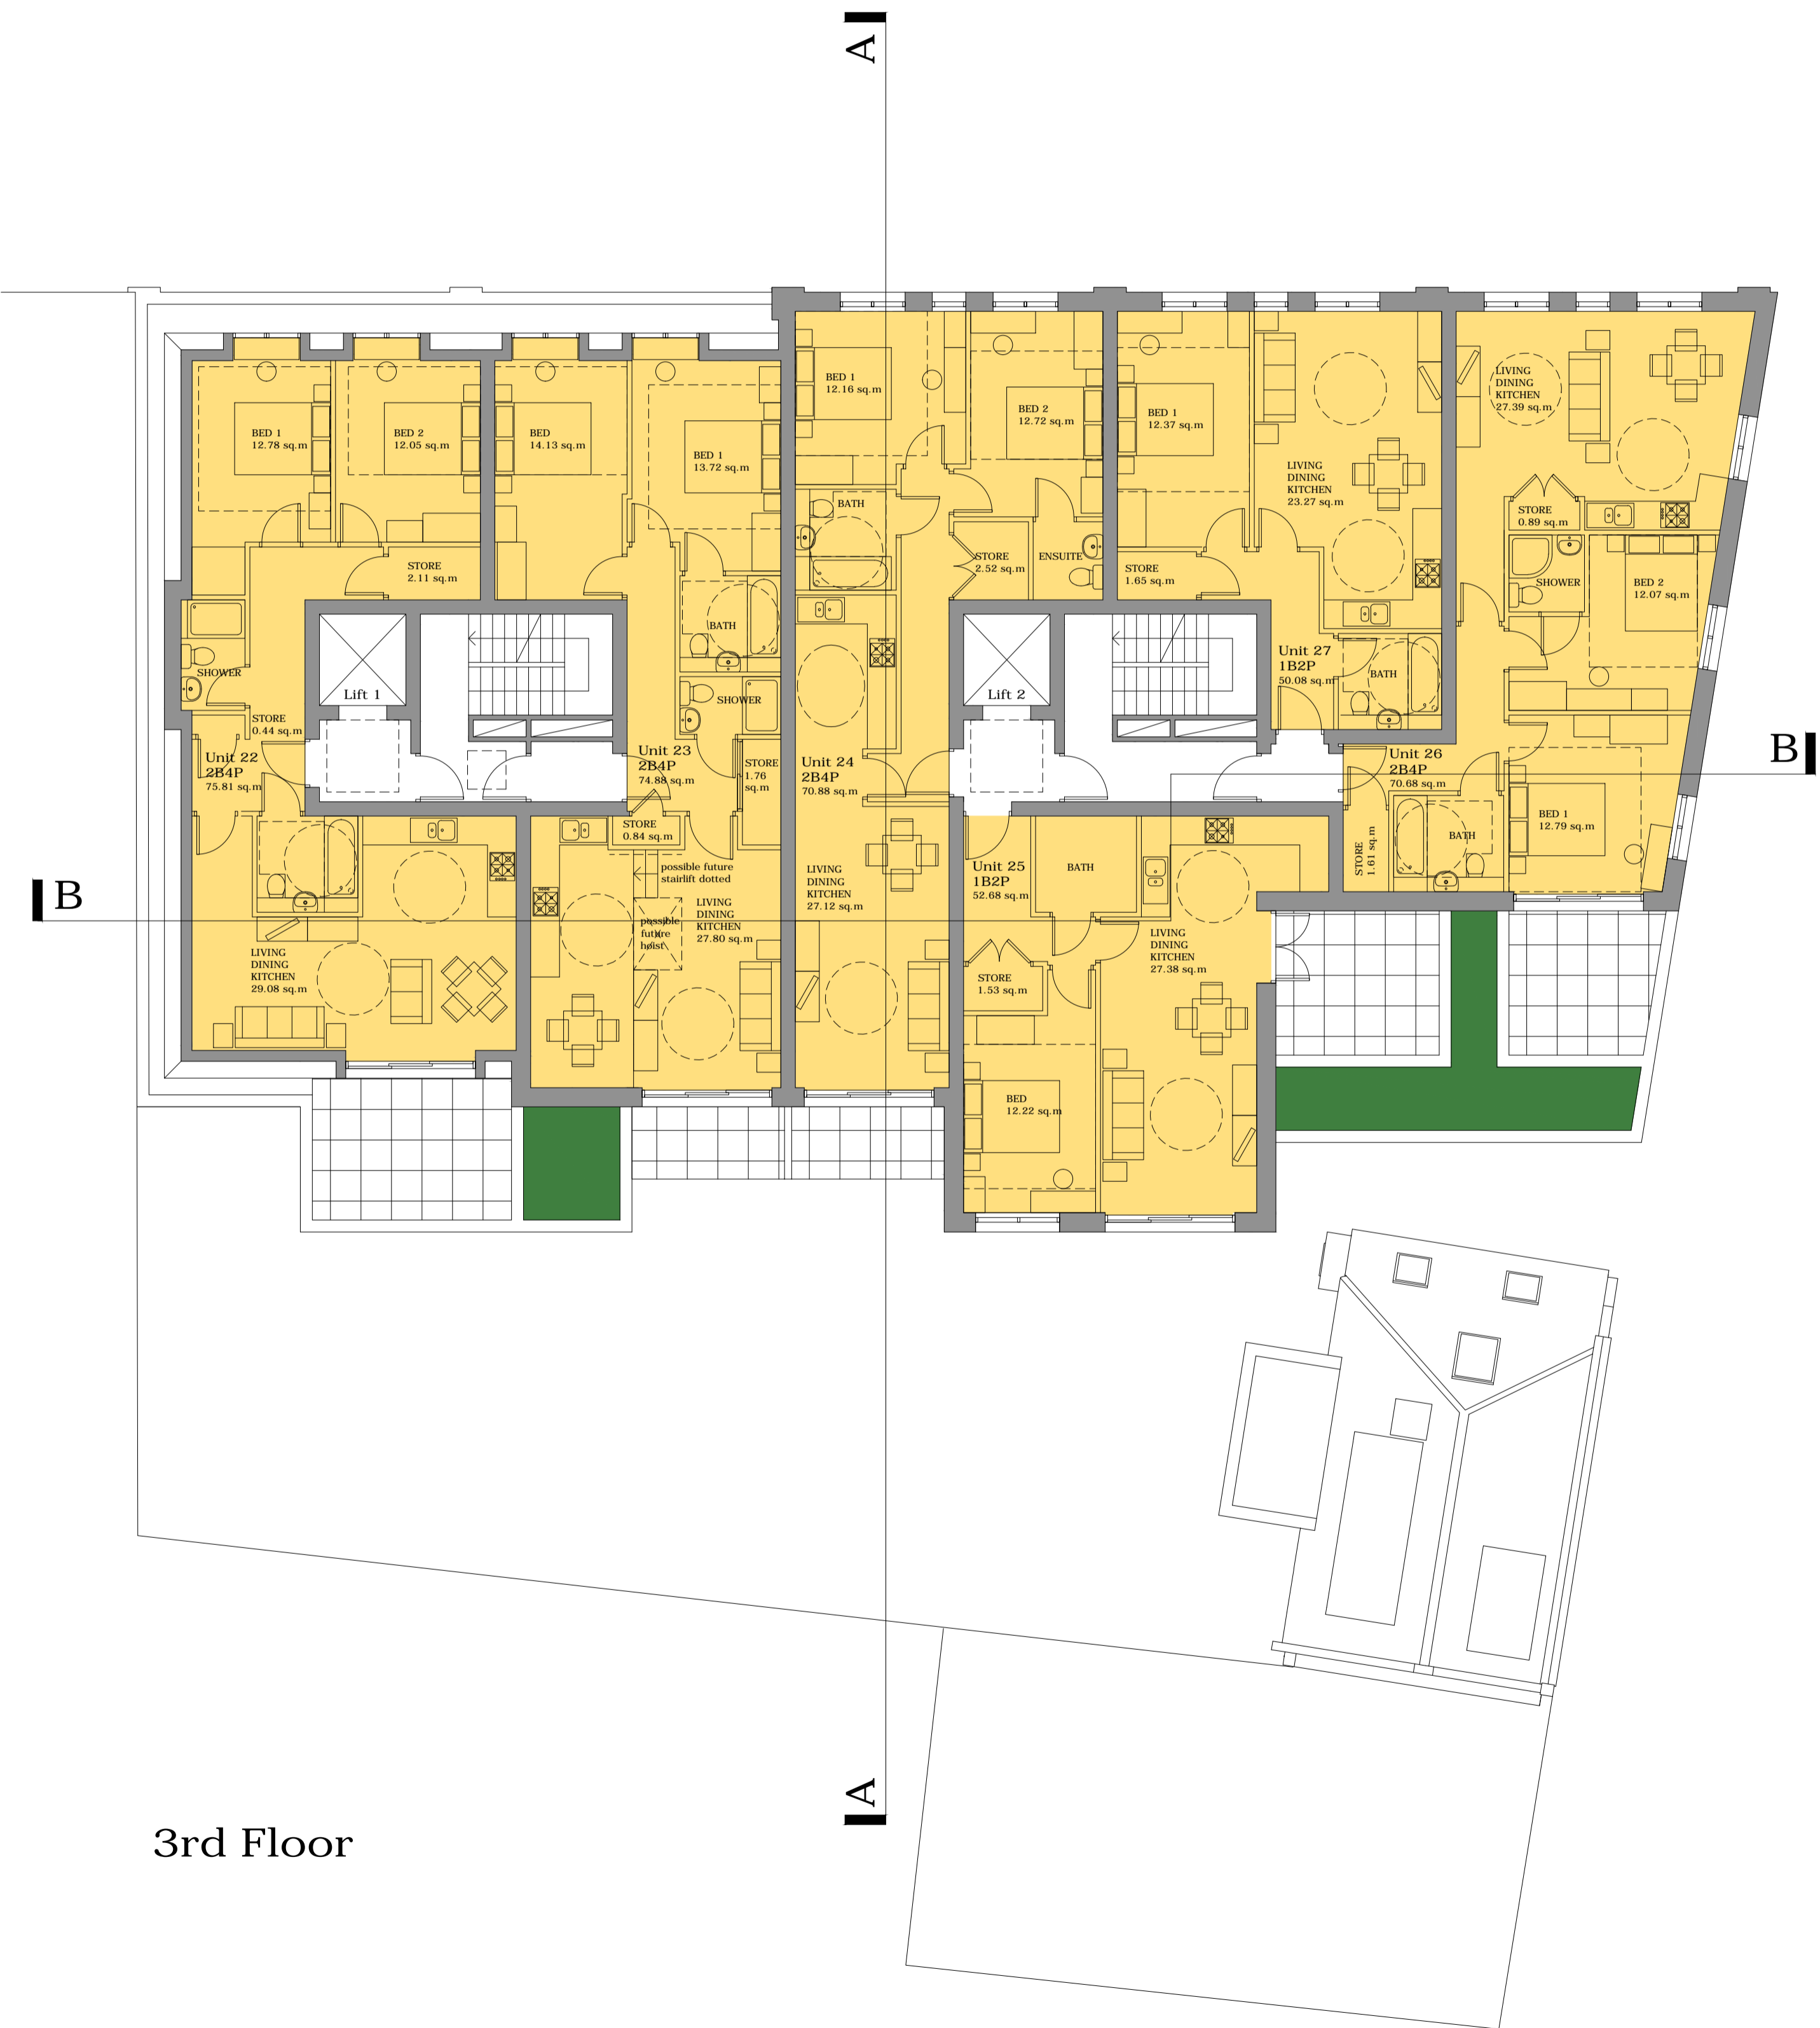 A
BED 1
12.78 sq.m
BED 2
12.05 sq.m
BED
14.13 sq.m
BED 1
13.72 sq.m
BED 1
12.16 sq.m
BED 2
12.72 sq.m
BED 1
12.37 sq.m
LIVING
DINING
KITCHEN
23.27 sq.m
LIVING
DINING
KITCHEN
27.39 sq.m
STORE
2.11 sq.m
BATH
STORE
2.52 sq.m
ENSUITE
STORE
1.65 sq.m
STORE
0.89 sq.m
SHOWER
BED 2
12.07 sq.m
SHOWER
Lift 1
BATH
SHOWER
Lift 2
Unit 27
1B2P
50.08 sq.m
BATH
STORE
0.44 sq.m
Unit 22
2B4P
75.81 sq.m
Unit 23
2B4P
74.88 sq.m
STORE
1.76
sq.m
Unit 24
2B4P
70.88 sq.m
Unit 26
2B4P
70.68 sq.m
B
STORE
0.84 sq.m
possible future
stairlift dotted
possible
future
hoist
LIVING
DINING
KITCHEN
27.80 sq.m
LIVING
DINING
KITCHEN
27.12 sq.m
Unit 25
1B2P
52.68 sq.m
BATH
STORE
1.61 sq.m
BATH
BED 1
12.79 sq.m
B
LIVING
DINING
KITCHEN
29.08 sq.m
LIVING
DINING
KITCHEN
27.38 sq.m
STORE
1.53 sq.m
BED
12.22 sq.m
A
3rd Floor